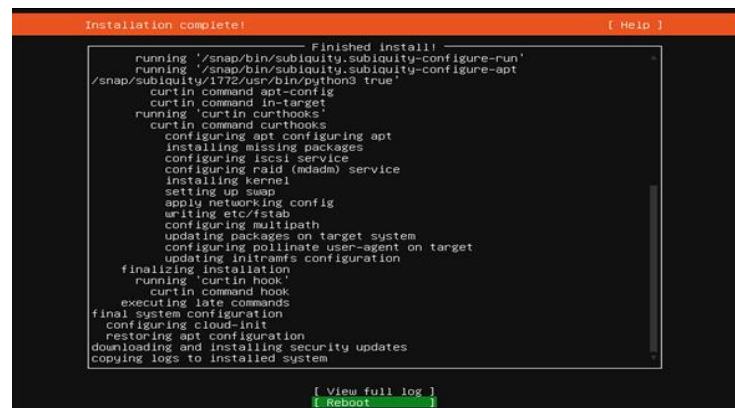 Installation complete! [ Help ]
Finished install!
running '/snap/bin/subiquity.subiquity-configure-run'
running '/snap/bin/subiquity.subiquity-configure-apt
/snap/subiquity/1772/usr/bin/python3 true'
curtin command apt-config
curtin command in-target
running 'curtin curthooks'
curtin command curthooks
configuring apt configuring apt
installing missing packages
configuring iscsi service
configuring raid (mdadm) service
installing kernel
setting up swap
apply networking config
writing etc/fstab
configuring multipath
updating packages on target system
configuring pollinate user-agent on target
updating initramfs configuration
finalizing installation
running 'curtin hook'
curtin command hook
executing late commands
final system configuration
configuring cloud-init
restoring apt configuration
downloading and installing security updates
copying logs to installed system
[ View full log ]
[ Reboot ]